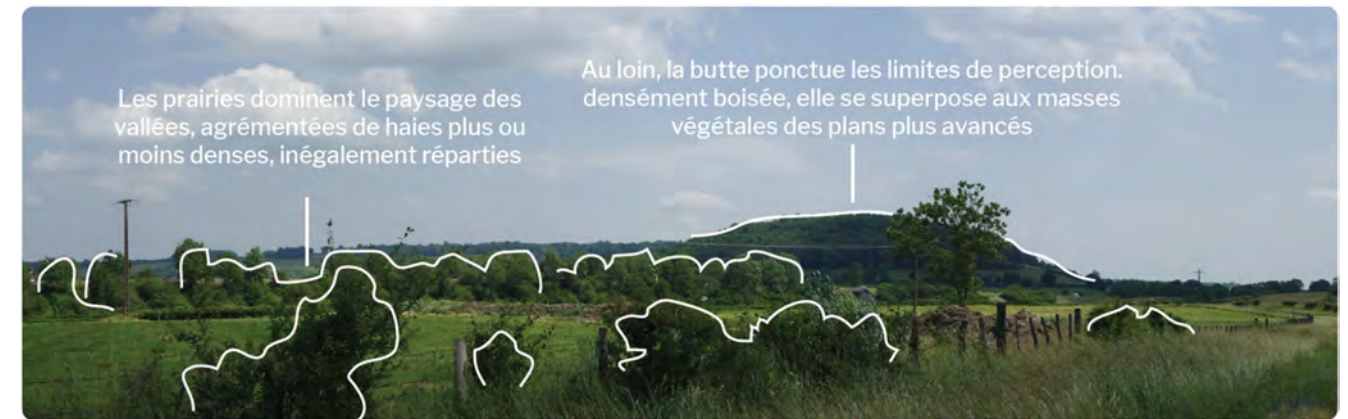 Les prairies dominent le paysage des
vallées, agrémentées de haies plus ou
moins denses, inégalement réparties
Au loin, la butte ponctue les limites de perception.
densément boisée, elle se superpose aux masses
végétales des plans plus avancés